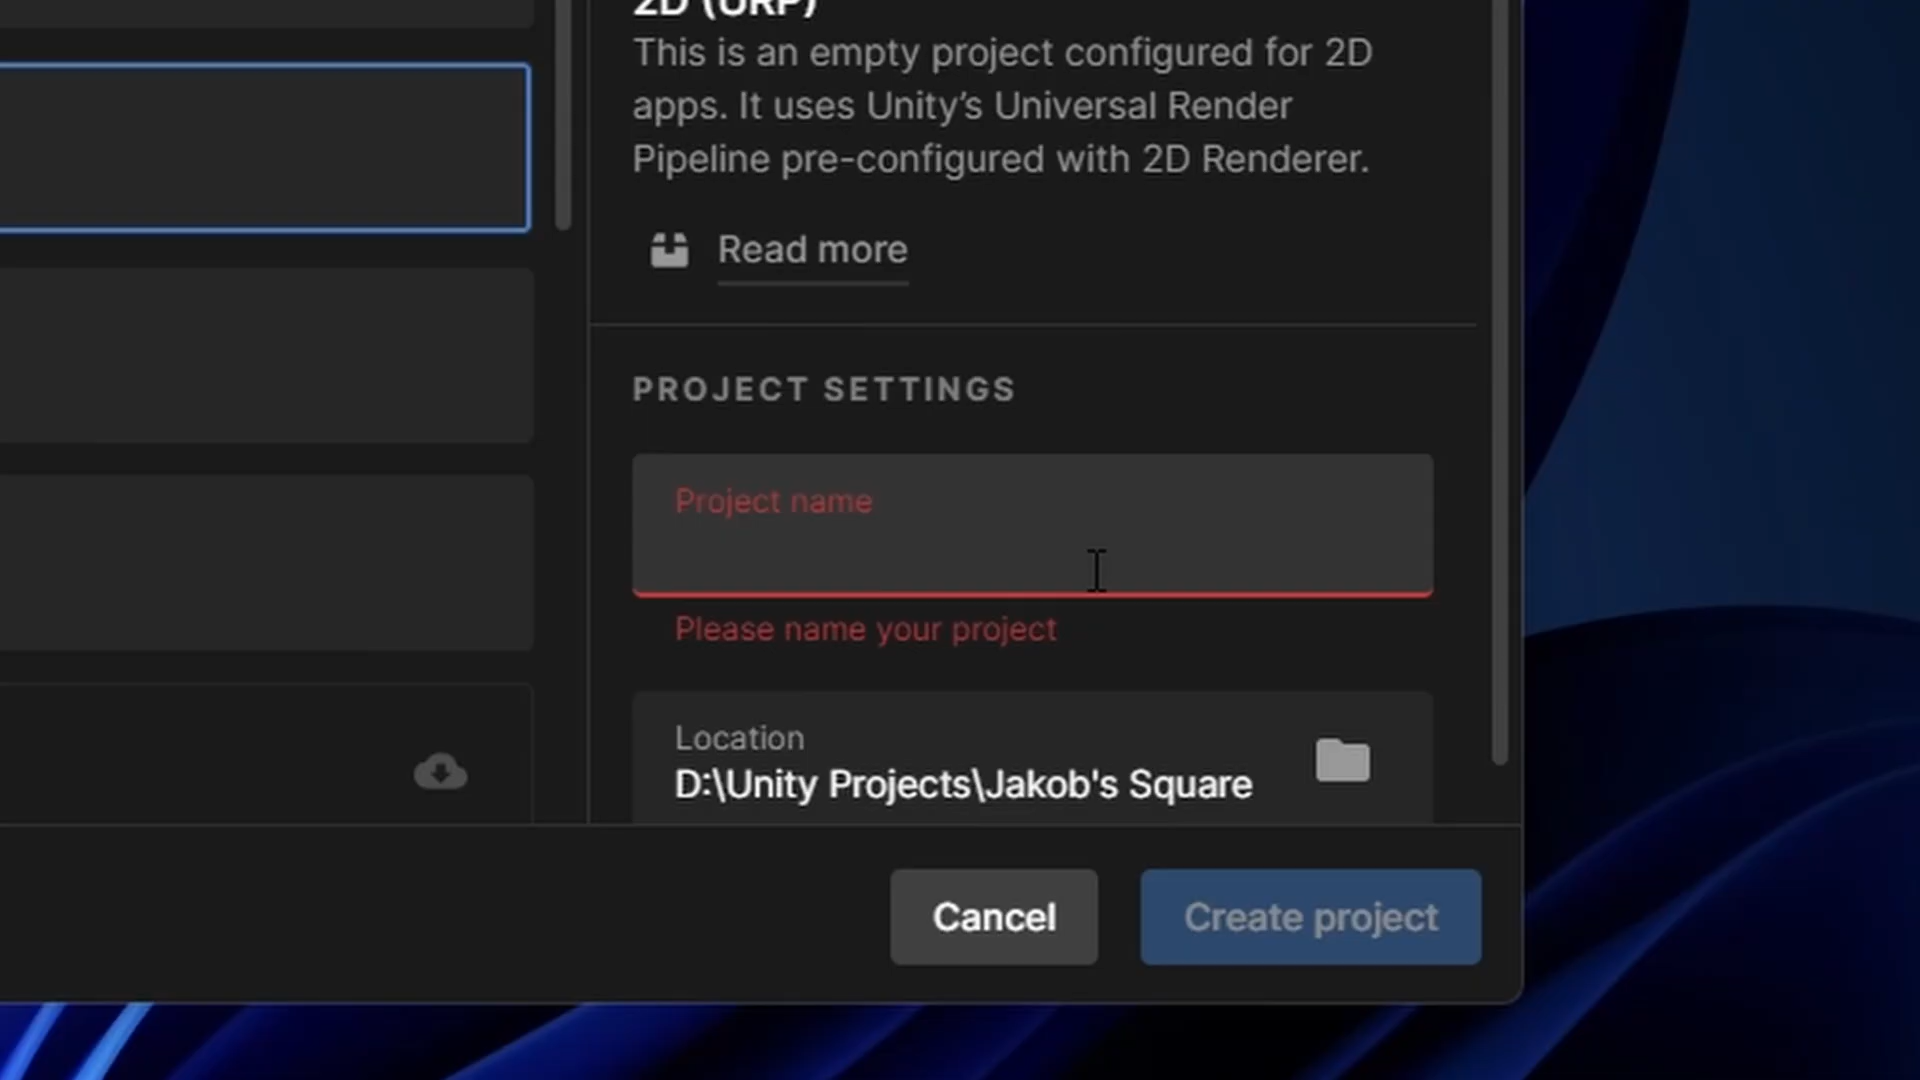 2D (URP)
This is an empty project configured for 2D
apps. It uses Unity’s Universal Render
Pipeline pre-configured with 2D Renderer.
Read more
PROJECT SETTINGS
Project name
Please name your project
Location
D:\Unity Projects\Jakob's Square
Cancel
Create project